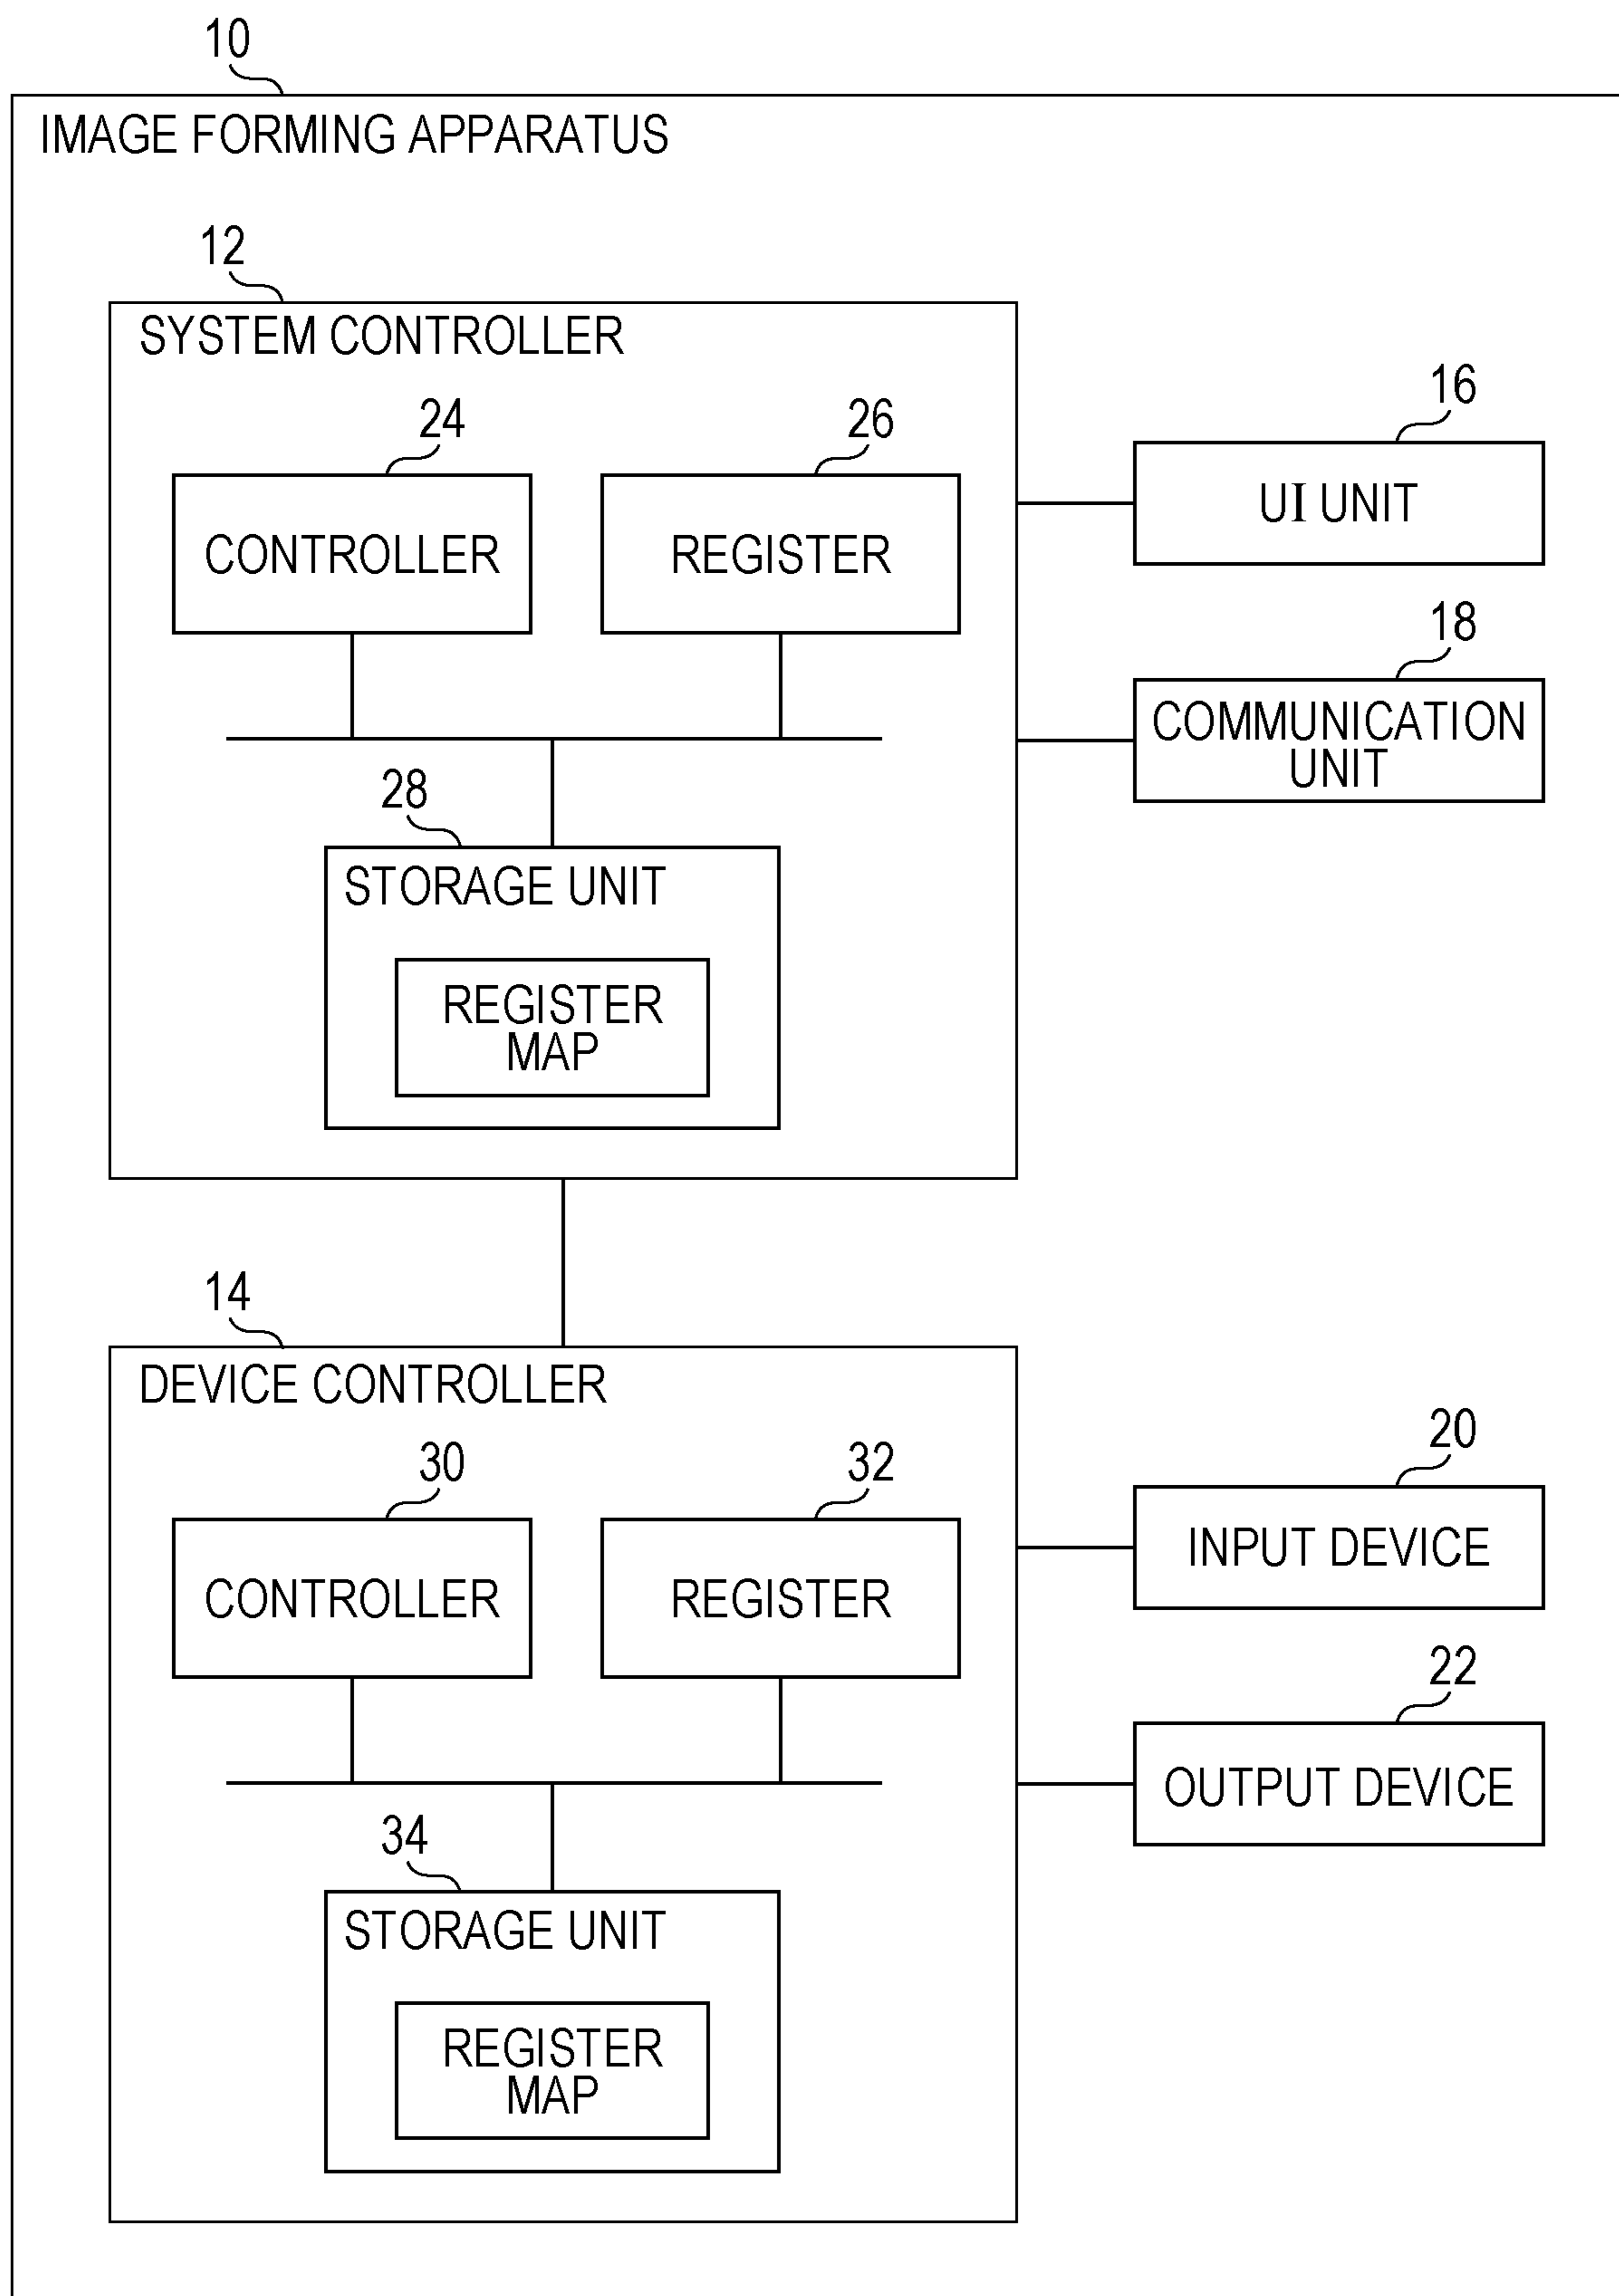 10
IMAGE FORMING APPARATUS
12
SYSTEM CONTROLLER
24
CONTROLLER
26
REGISTER
28
STORAGE UNIT
REGISTER
MAP
16
UI UNIT
18
COMMUNICATION
UNIT
14
DEVICE CONTROLLER
30
CONTROLLER
32
REGISTER
34
STORAGE UNIT
REGISTER
MAP
20
INPUT DEVICE
22
OUTPUT DEVICE